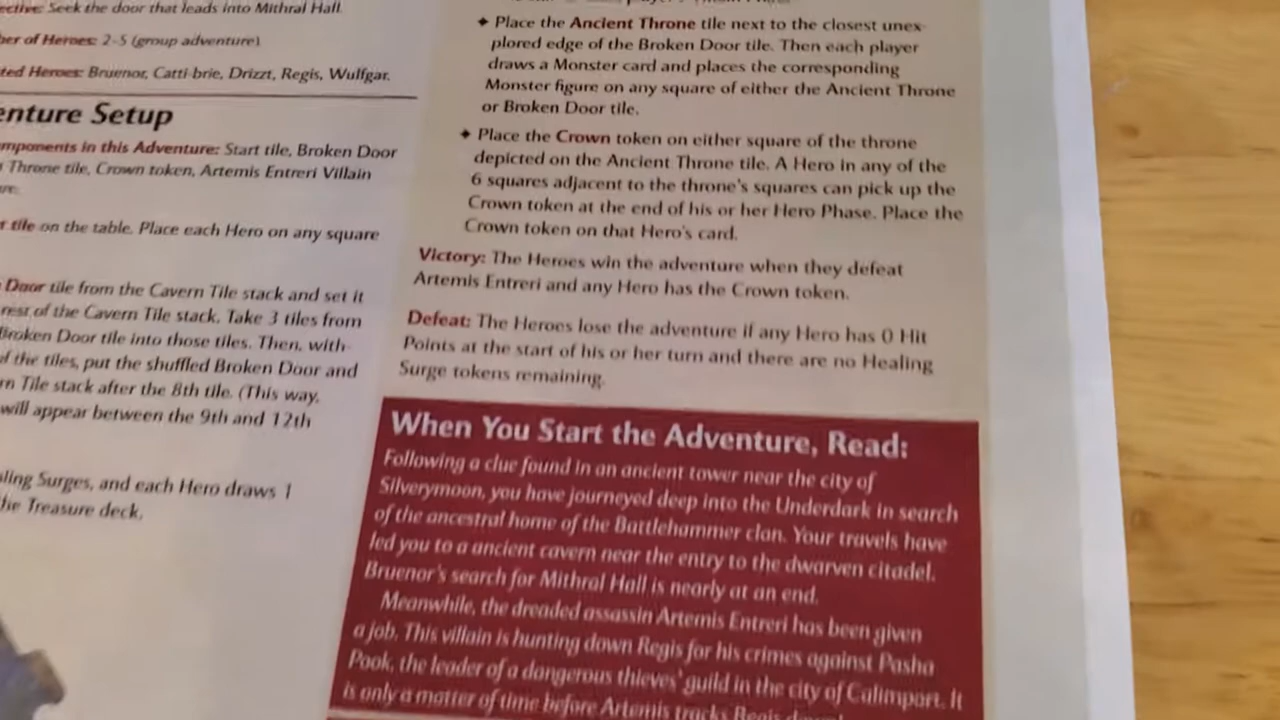 ective: Seek the door that leads into Mithral Hall.
ber of Heroes: 2-5 (group adventure)
ted Heroes: Bruenor, Catti-brie, Drizzt, Regis, Wulfgar.
enture Setup
mponents in this Adventure: Start tile, Broken Door
Throne tile, Crown token, Artemis Entreri Villain
re.
tile on the table. Place each Hero on any square
Door tile from the Cavern Tile stack and set it
rest of the Cavern Tile stack. Take 3 tiles from
Broken Door tile into those tiles. Then, with-
of the tiles, put the shuffled Broken Door and
rn Tile stack after the 8th tile. (This way,
will appear between the 9th and 12th
ling Surges, and each Hero draws 1
he Treasure deck.
✦ Place the Ancient Throne tile next to the closest unex-
plored edge of the Broken Door tile. Then each player
draws a Monster card and places the corresponding
Monster figure on any square of either the Ancient Throne
or Broken Door tile.
✦ Place the Crown token on either square of the throne
depicted on the Ancient Throne tile. A Hero in any of the
6 squares adjacent to the throne's squares can pick up the
Crown token at the end of his or her Hero Phase. Place the
Crown token on that Hero's card.
Victory: The Heroes win the adventure when they defeat
Artemis Entreri and any Hero has the Crown token.
Defeat: The Heroes lose the adventure if any Hero has 0 Hit
Points at the start of his or her turn and there are no Healing
Surge tokens remaining.
When You Start the Adventure, Read:
Following a clue found in an ancient tower near the city of
Silverymoon, you have journeyed deep into the Underdark in search
of the ancestral home of the Battlehammer clan. Your travels have
led you to a ancient cavern near the entry to the dwarven citadel.
Bruenor's search for Mithral Hall is nearly at an end.
Meanwhile, the dreaded assassin Artemis Entreri has been given
a job. This villain is hunting down Regis for his crimes against Pasha
Pook, the leader of a dangerous thieves' guild in the city of Calimport. It
is only a matter of time before Artemis tracks Regis